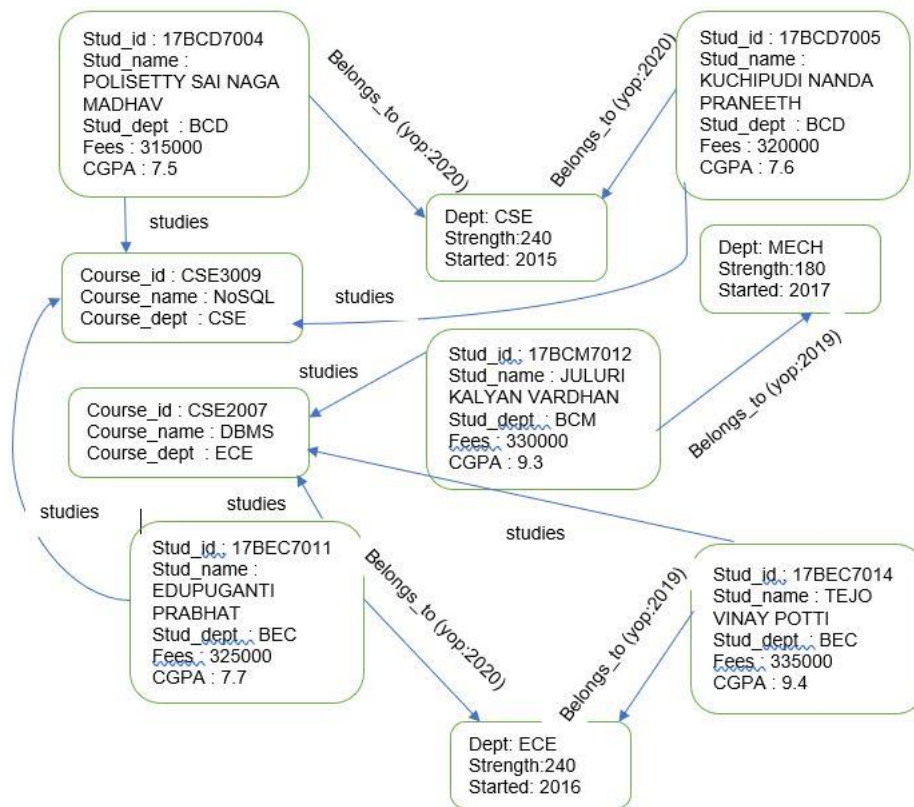 Stud_id : 17BCD7004
Stud_name :
POLISETTY SAI NAGA
MADHAV
Stud_dept : BCD
Fees : 315000
CGPA : 7.5
Belongs_to (yop:2020)
Belongs_to (yop:2020)
Stud_id : 17BCD7005
Stud_name :
KUCHIPUDI NANDA
PRANEETH
Stud_dept : BCD
Fees : 320000
CGPA : 7.6
studies
Dept: CSE
Strength:240
Started: 2015
Dept: MECH
Strength:180
Started: 2017
Course_id : CSE3009
Course_name : NoSQL
Course_dept : CSE
studies
studies
Stud_id : 17BCM7012
Stud_name : JULURI
KALYAN VARDHAN
Stud_dept : BCM
Fees : 330000
CGPA : 9.3
Belongs_to (yop:2019)
Course_id : CSE2007
Course_name : DBMS
Course_dept : ECE
studies
studies
studies
Stud_id : 17BEC7011
Stud_name :
EDUPUGANTI
PRABHAT
Stud_dept : BEC
Fees : 325000
CGPA : 7.7
Belongs_to (yop:2020)
Belongs_to (yop:2019)
Stud_id : 17BEC7014
Stud_name : TEJO
VINAY POTTI
Stud_dept : BEC
Fees : 335000
CGPA : 9.4
Dept: ECE
Strength:240
Started: 2016